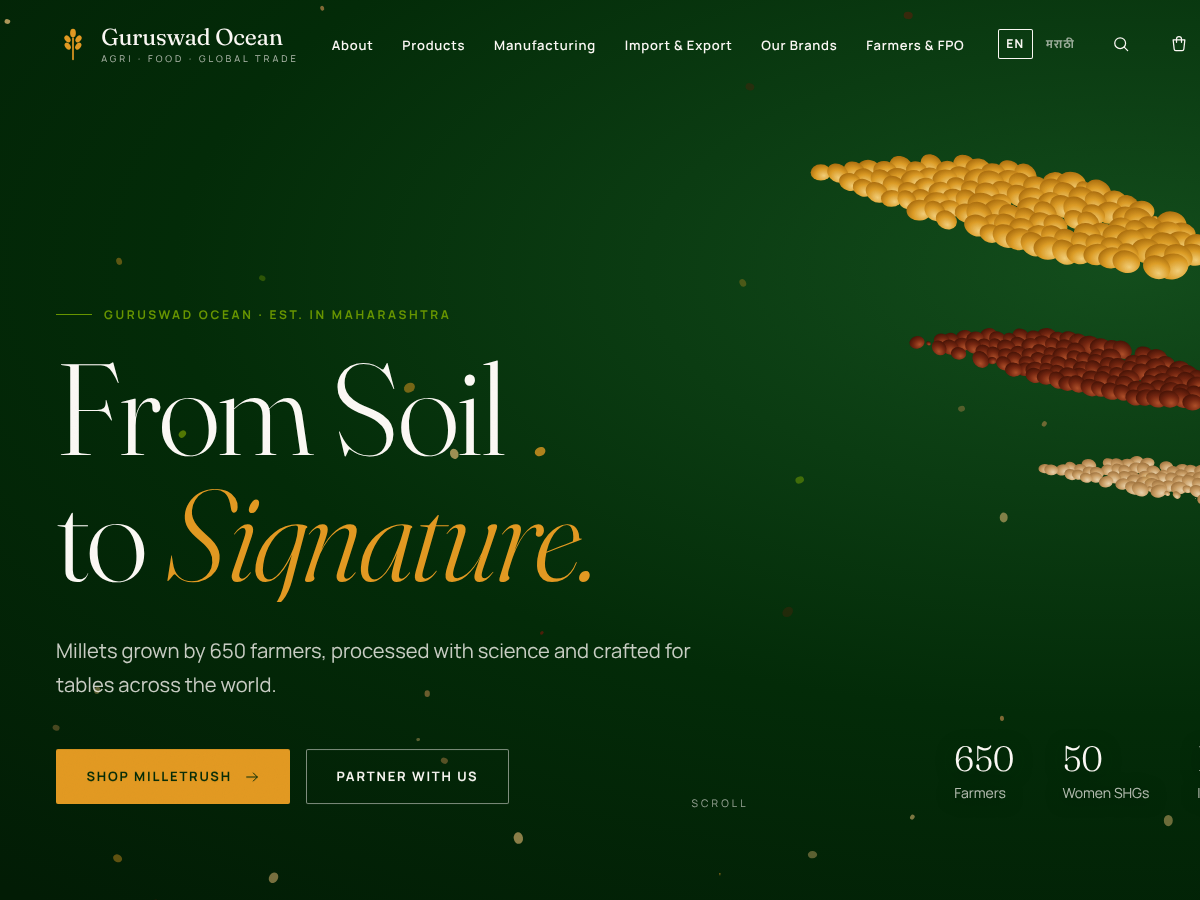 Guruswad Ocean
AGRI · FOOD · GLOBAL TRADE
About
Products
Manufacturing
Import & Export
Our Brands
Farmers & FPO
EN
मराठी
GURUSWAD OCEAN · EST. IN MAHARASHTRA
From Soil
to Signature.
Millets grown by 650 farmers, processed with science and crafted for
tables across the world.
SHOP MILLETRUSH →
PARTNER WITH US
SCROLL
650
Farmers
50
Women SHGs